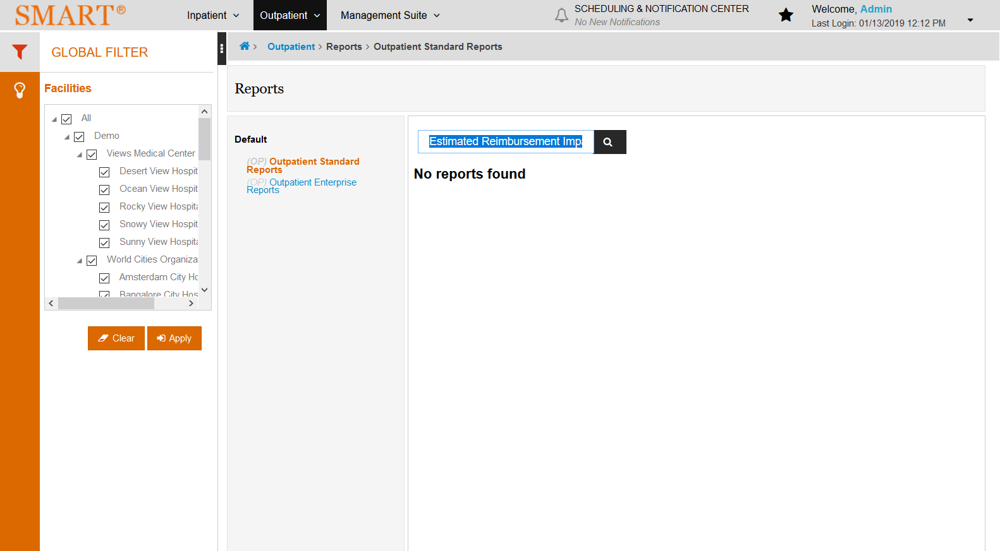 SMART®
Inpatient
Outpatient
Management Suite
SCHEDULING & NOTIFICATION CENTER
No New Notifications
Welcome, Admin
Last Login: 01/13/2019 12:12 PM
GLOBAL FILTER
Outpatient > Reports > Outpatient Standard Reports
Facilities
All
Demo
Views Medical Center
Desert View Hospit
Ocean View Hospit
Rocky View Hospita
Snowy View Hospit
Sunny View Hospita
World Cities Organiza
Amsterdam City Ho
Bangalore City Hos
Clear
Apply
Reports
Default
(OP) Outpatient Standard
Reports
(OP) Outpatient Enterprise
Reports
Estimated Reimbursement Impa
No reports found